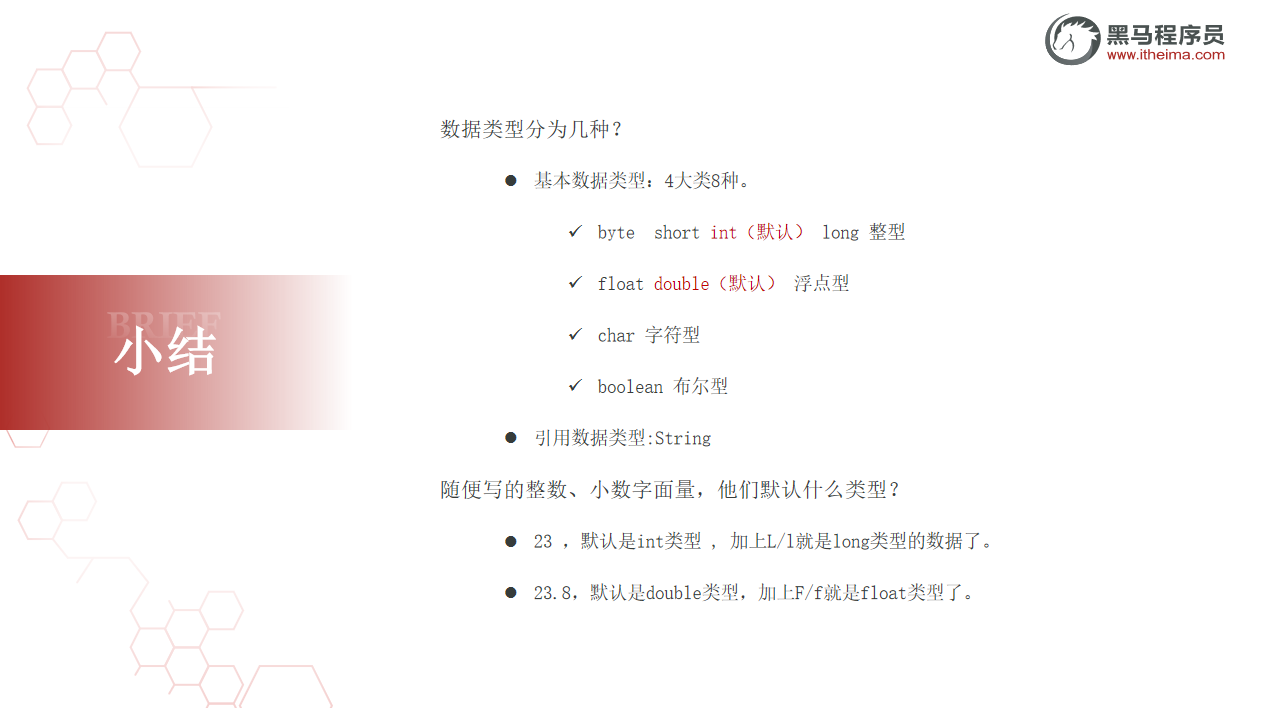 黑马程序员
www.itheima.com
数据类型分为几种？
基本数据类型：4大类8种。
byte short int（默认） long 整型
float double（默认） 浮点型
char 字符型
boolean 布尔型
引用数据类型:String
BRIEF
小结
随便写的整数、小数字面量，他们默认什么类型？
23 ，默认是int类型 ，加上L/l就是long类型的数据了。
23.8，默认是double类型，加上F/f就是float类型了。